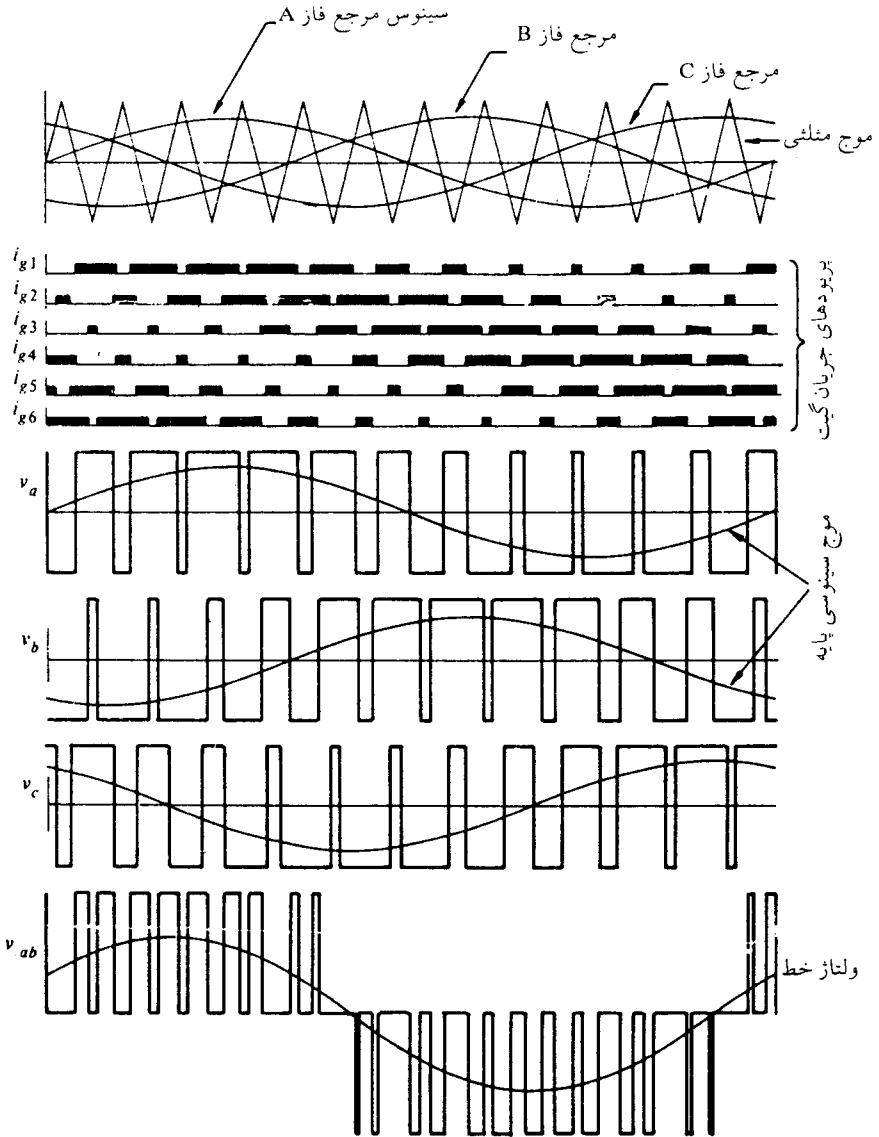 سینوس مرجع فاز A
مرجع فاز B
مرجع فاز C
موج مثلثی
i_g1
i_g2
i_g3
i_g4
i_g5
i_g6
پریودهای جریان گیت
v_a
موج سینوسی پایه
v_b
v_c
v_ab
ولتاژ خط